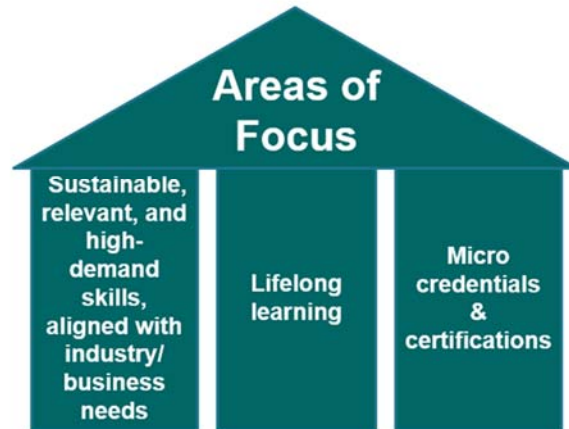 Areas of
Focus
Sustainable,
relevant, and
high-
demand
skills,
aligned with
industry/
business
needs
Lifelong
learning
Micro
credentials
&
certifications